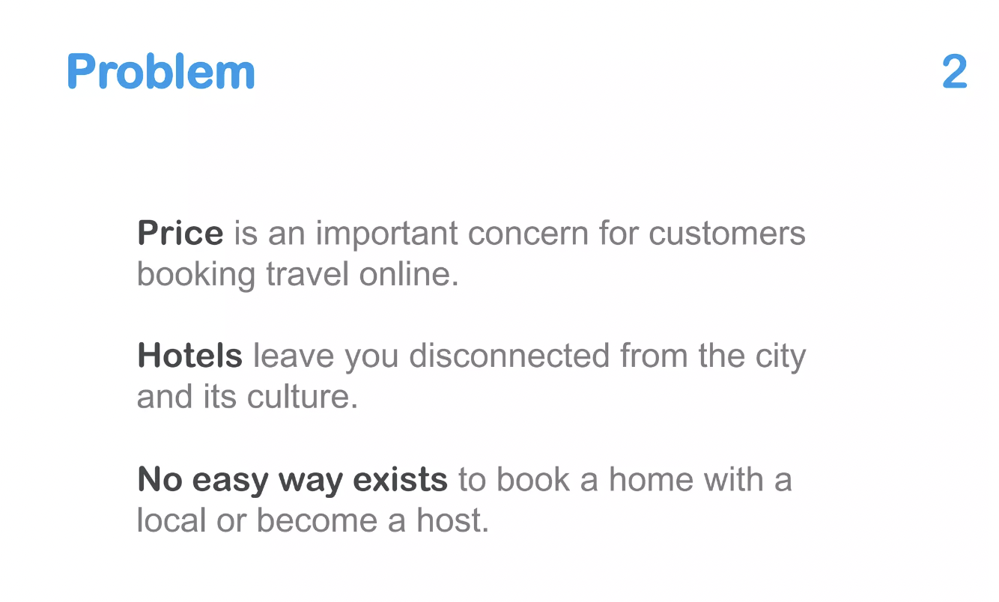 Problem
2
Price is an important concern for customers
booking travel online.
Hotels leave you disconnected from the city
and its culture.
No easy way exists to book a home with a
local or become a host.